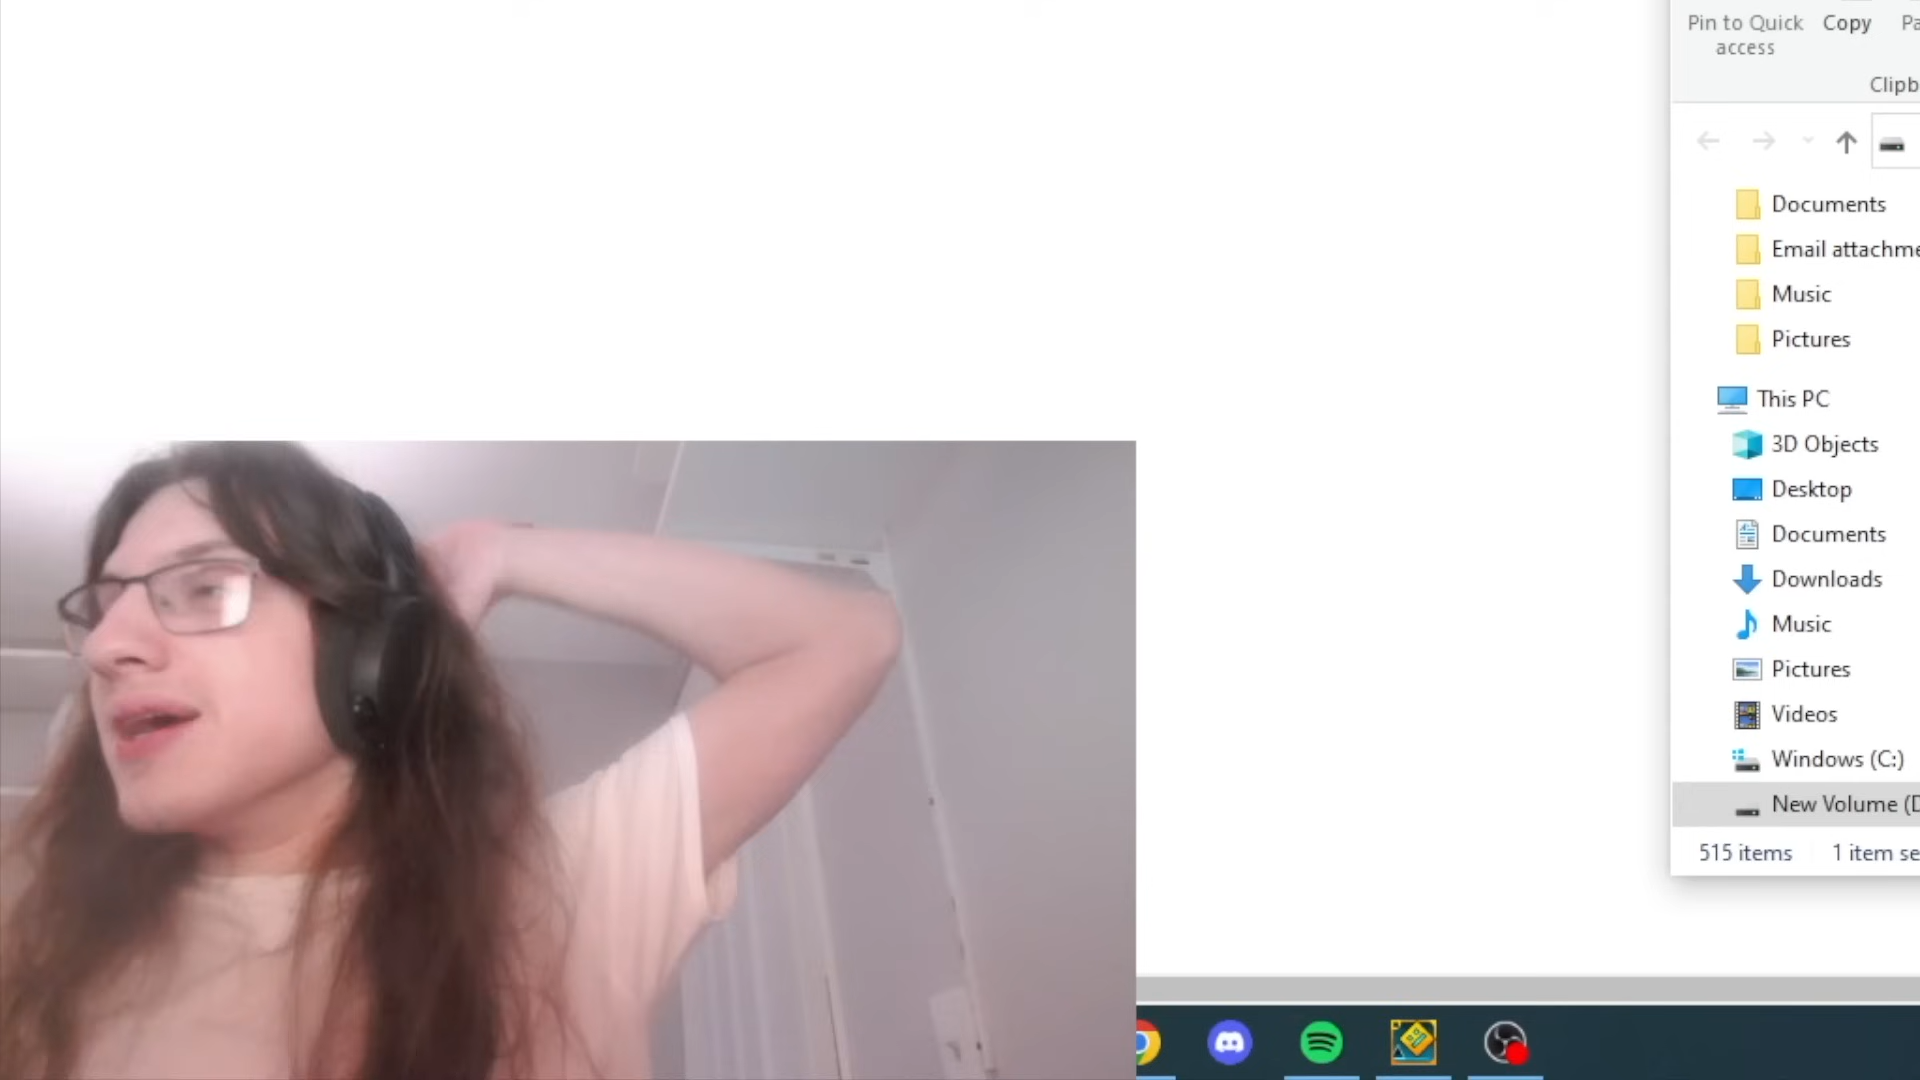 Pin to Quick
access
Copy
Pa
Clipb
Documents
Email attachme
Music
Pictures
This PC
3D Objects
Desktop
Documents
Downloads
Music
Pictures
Videos
Windows (C:)
New Volume (D
515 items
1 item se